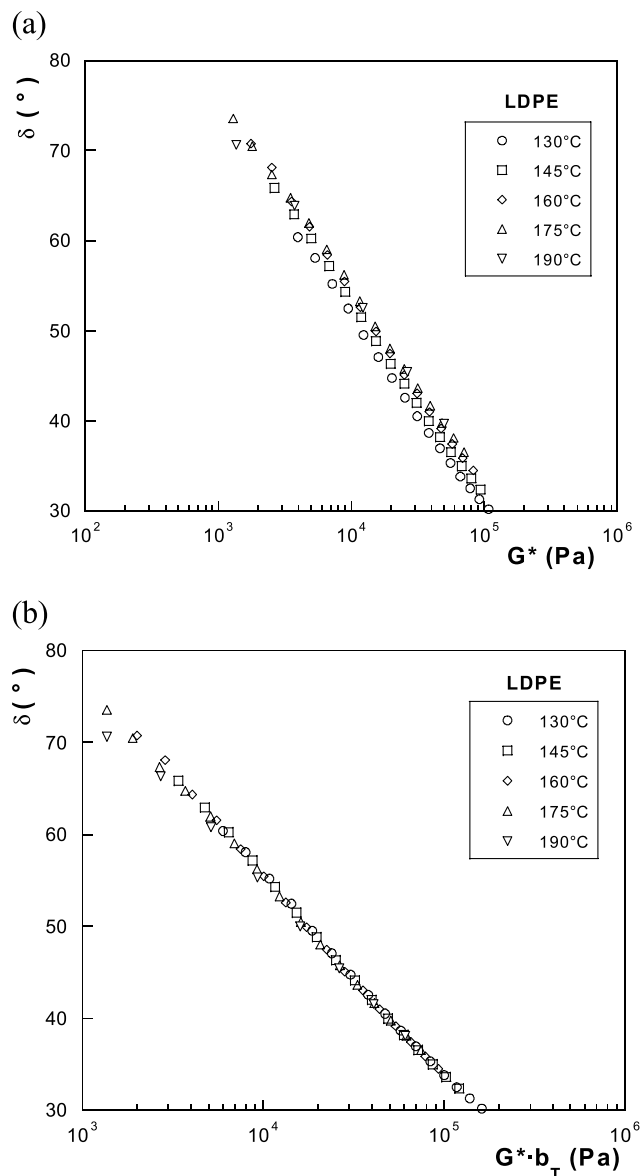 (a)
δ (°)
80
70
60
50
40
30
10²
10³
10⁴
10⁵
10⁶
G* (Pa)
LDPE
130°C
145°C
160°C
175°C
190°C
(b)
δ (°)
80
70
60
50
40
30
10³
10⁴
10⁵
10⁶
G*·b_T (Pa)
LDPE
130°C
145°C
160°C
175°C
190°C